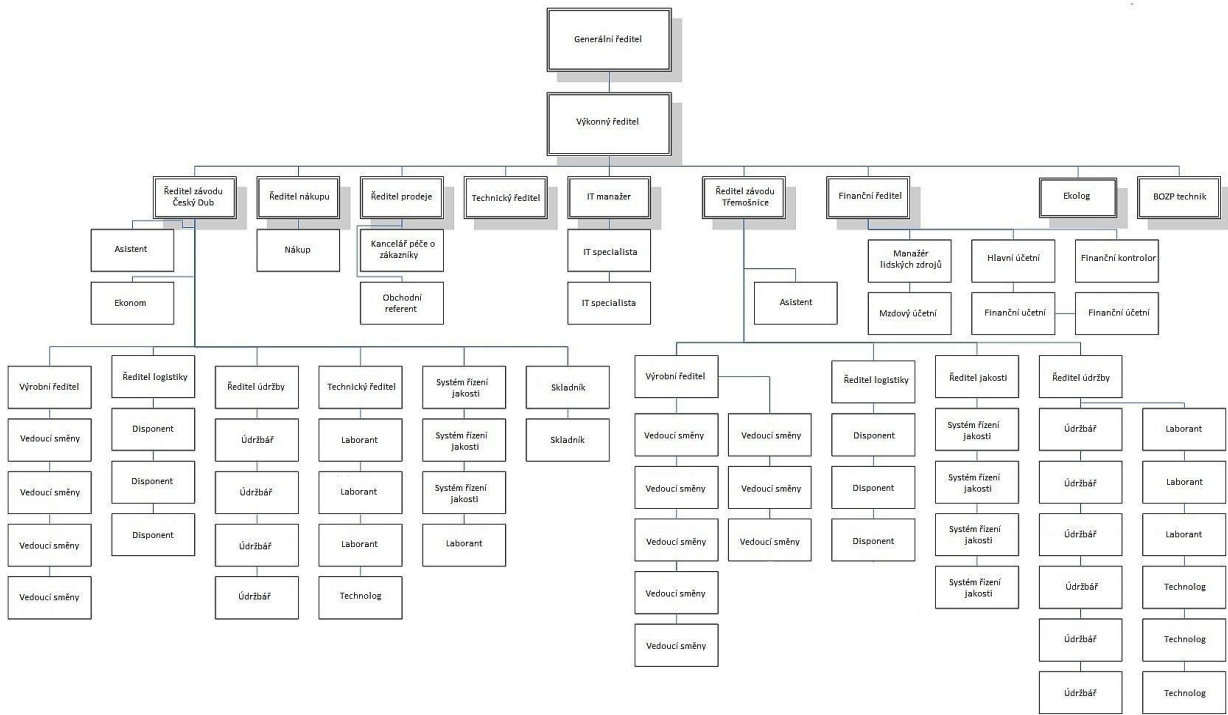 Generální ředitel
Výkonný ředitel
Ředitel závodu
Český Dub
Ředitel nákupu
Ředitel prodeje
Technický ředitel
IT manažer
Ředitel závodu
Třemošnice
Finanční ředitel
Ekolog
BOZP technik
Asistent
Nákup
Kancelář péče o
zákazníky
IT specialista
Manažér
lidských zdrojů
Hlavní účetní
Finanční kontrolor
Ekonom
Obchodní
referent
IT specialista
Asistent
Mzdový účetní
Finanční účetní
Finanční účetní
Výrobní ředitel
Ředitel logistiky
Ředitel údržby
Technický ředitel
Systém řízení
jakosti
Skladník
Výrobní ředitel
Ředitel logistiky
Ředitel jakosti
Ředitel údržby
Vedoucí směny
Disponent
Údržbář
Laborant
Systém řízení
jakosti
Skladník
Vedoucí směny
Vedoucí směny
Disponent
Systém řízení
jakosti
Údržbář
Laborant
Vedoucí směny
Disponent
Údržbář
Laborant
Systém řízení
jakosti
Vedoucí směny
Vedoucí směny
Disponent
Systém řízení
jakosti
Údržbář
Laborant
Vedoucí směny
Disponent
Údržbář
Laborant
Laborant
Vedoucí směny
Vedoucí směny
Disponent
Systém řízení
jakosti
Údržbář
Laborant
Vedoucí směny
Údržbář
Technolog
Vedoucí směny
Systém řízení
jakosti
Údržbář
Technolog
Vedoucí směny
Údržbář
Technolog
Údržbář
Technolog